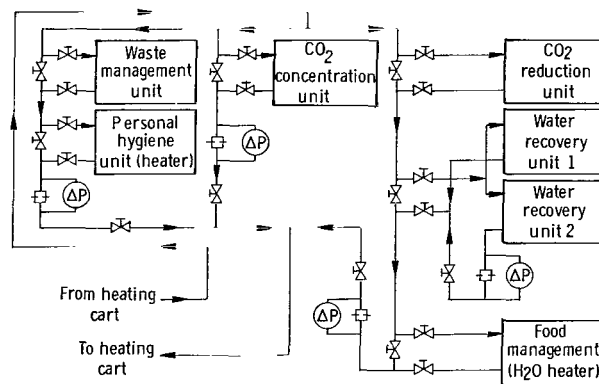 Waste
management
unit
CO2
concentration
unit
CO2
reduction
unit
Personal
hygiene
unit (heater)
ΔP
Water
recovery
unit 1
Water
recovery
unit 2
ΔP
ΔP
From heating
cart
ΔP
To heating
cart
Food
management
(H2O heater)